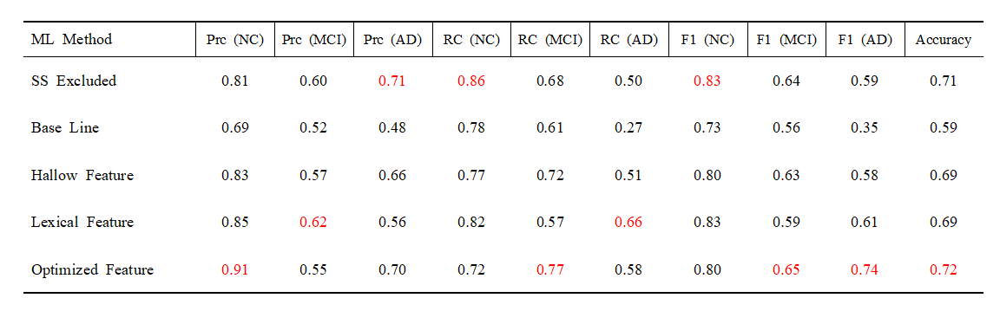 ML Method Prc (NC) Prc (MCI) Prc (AD) RC (NC) RC (MCI) RC (AD) F1 (NC) F1 (MCI) F1 (AD) Accuracy
SS Excluded 0.81 0.60 0.71 0.86 0.68 0.50 0.83 0.64 0.59 0.71
Base Line 0.69 0.52 0.48 0.78 0.61 0.27 0.73 0.56 0.35 0.59
Hallow Feature 0.83 0.57 0.66 0.77 0.72 0.51 0.80 0.63 0.58 0.69
Lexical Feature 0.85 0.62 0.56 0.82 0.57 0.66 0.83 0.59 0.61 0.69
Optimized Feature 0.91 0.55 0.70 0.72 0.77 0.58 0.80 0.65 0.74 0.72